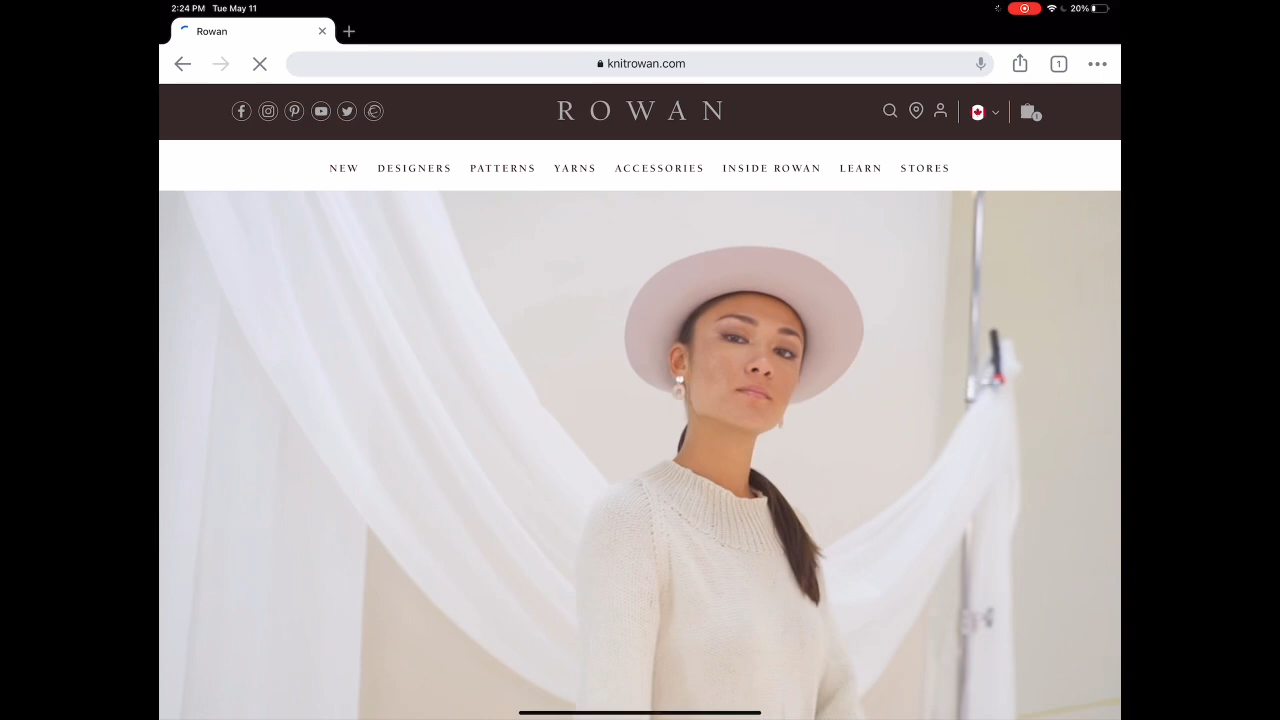 2:24 PM Tue May 11
20%
Rowan
knitrowan.com
1
ROWAN
1
NEW DESIGNERS PATTERNS YARNS ACCESSORIES INSIDE ROWAN LEARN STORES